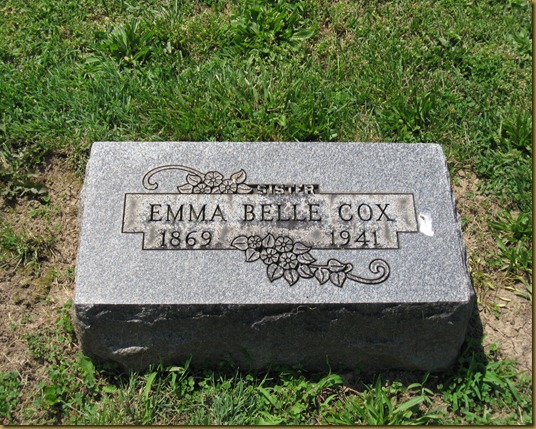 SISTER
EMMA BELLE COX
1869 1941